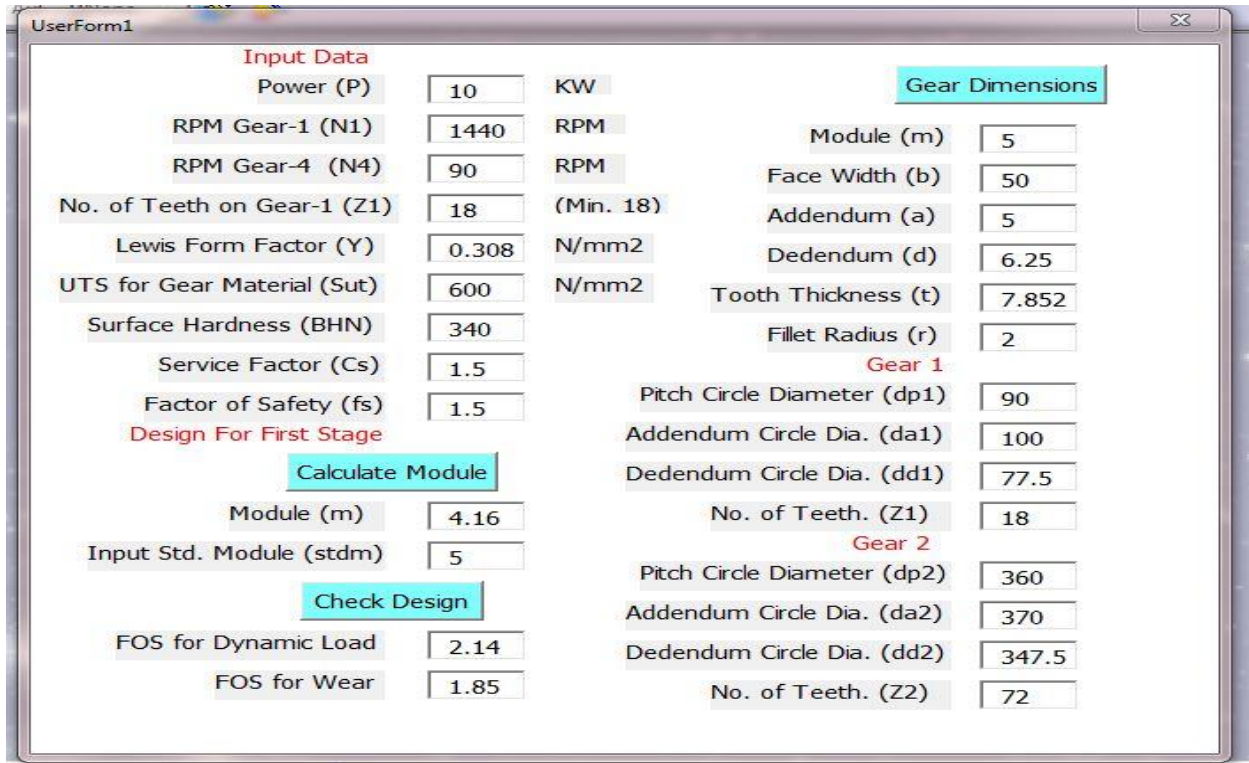 UserForm1
Input Data
Power (P) 10 KW
RPM Gear-1 (N1) 1440 RPM
RPM Gear-4 (N4) 90 RPM
No. of Teeth on Gear-1 (Z1) 18 (Min. 18)
Lewis Form Factor (Y) 0.308 N/mm2
UTS for Gear Material (Sut) 600 N/mm2
Surface Hardness (BHN) 340
Service Factor (Cs) 1.5
Factor of Safety (fs) 1.5
Design For First Stage
Calculate Module
Module (m) 4.16
Input Std. Module (stdm) 5
Check Design
FOS for Dynamic Load 2.14
FOS for Wear 1.85
Gear Dimensions
Module (m) 5
Face Width (b) 50
Addendum (a) 5
Dedendum (d) 6.25
Tooth Thickness (t) 7.852
Fillet Radius (r) 2
Gear 1
Pitch Circle Diameter (dp1) 90
Addendum Circle Dia. (da1) 100
Dedendum Circle Dia. (dd1) 77.5
No. of Teeth. (Z1) 18
Gear 2
Pitch Circle Diameter (dp2) 360
Addendum Circle Dia. (da2) 370
Dedendum Circle Dia. (dd2) 347.5
No. of Teeth. (Z2) 72